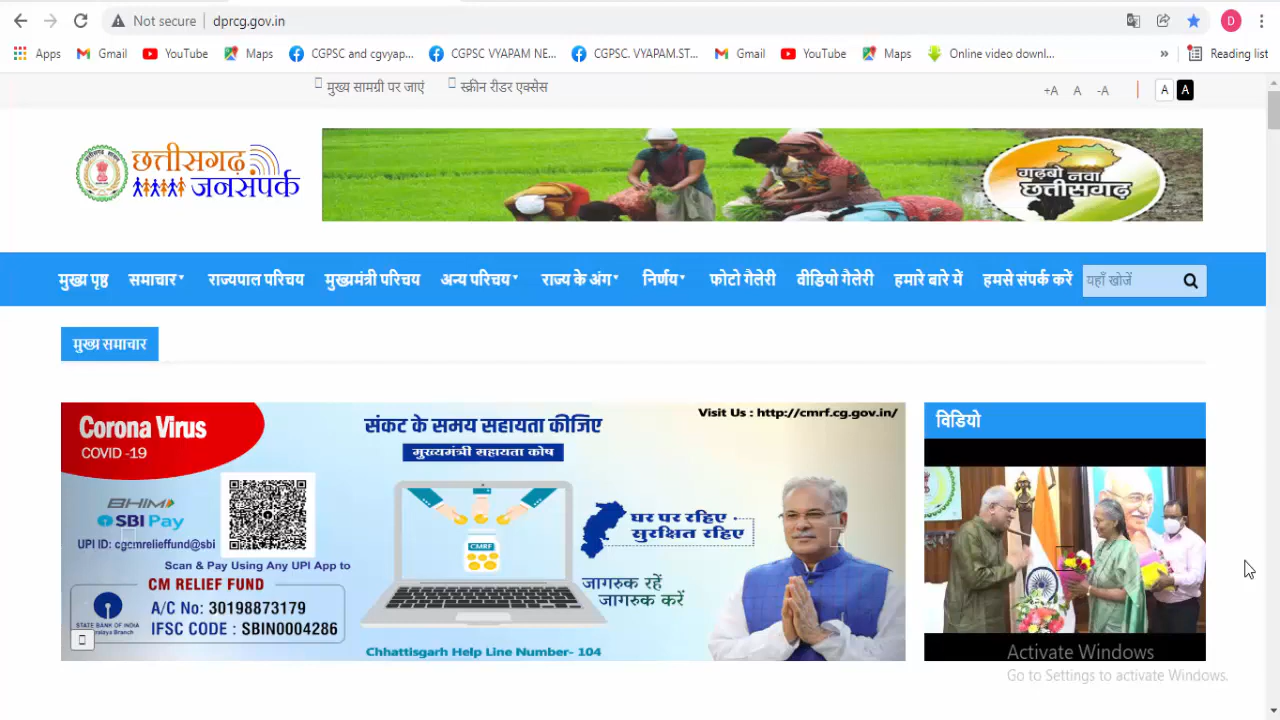 Not secure | dprcg.gov.in
D
Apps Gmail YouTube Maps CGPSC and cgvyap... CGPSC VYAPAM NE... CGPSC. VYAPAM.ST... Gmail YouTube Maps Online video downl... » Reading list
मुख्य सामग्री पर जाएं स्क्रीन रीडर एक्सेस +A A -A A A
छत्तीसगढ़
जनसंपर्क
गढ़बो नवा
छत्तीसगढ़
मुख्य पृष्ठ समाचार राज्यपाल परिचय मुख्यमंत्री परिचय अन्य परिचय राज्य के अंग निर्णय फोटो गैलेरी वीडियो गैलेरी हमारे बारे में हमसे संपर्क करें यहाँ खोजें
मुख्य समाचार
Corona Virus
COVID -19
संकट के समय सहायता कीजिए
मुख्यमंत्री सहायता कोष
Visit Us : http://cmrf.cg.gov.in/
BHIM
SBI Pay
UPI ID: cgcmrelieffund@sbi
Scan & Pay Using Any UPI App to
CM RELIEF FUND
A/C No: 30198873179
IFSC CODE : SBIN0004286
STATE BANK OF INDIA
CMRF
घर पर रहिए
सुरक्षित रहिए
जागरुक रहें
जागरुक करें
Chhattisgarh Help Line Number- 104
विडियो
Activate Windows
Go to Settings to activate Windows.